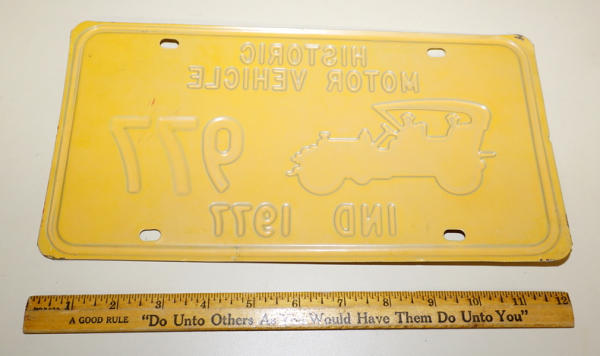 HISTORIC
MOTOR VEHICLE
977
IND 1977
1 2 3 4 5 6 7 8 9 10 11 12
A GOOD RULE "Do Unto Others As You Would Have Them Do Unto You"